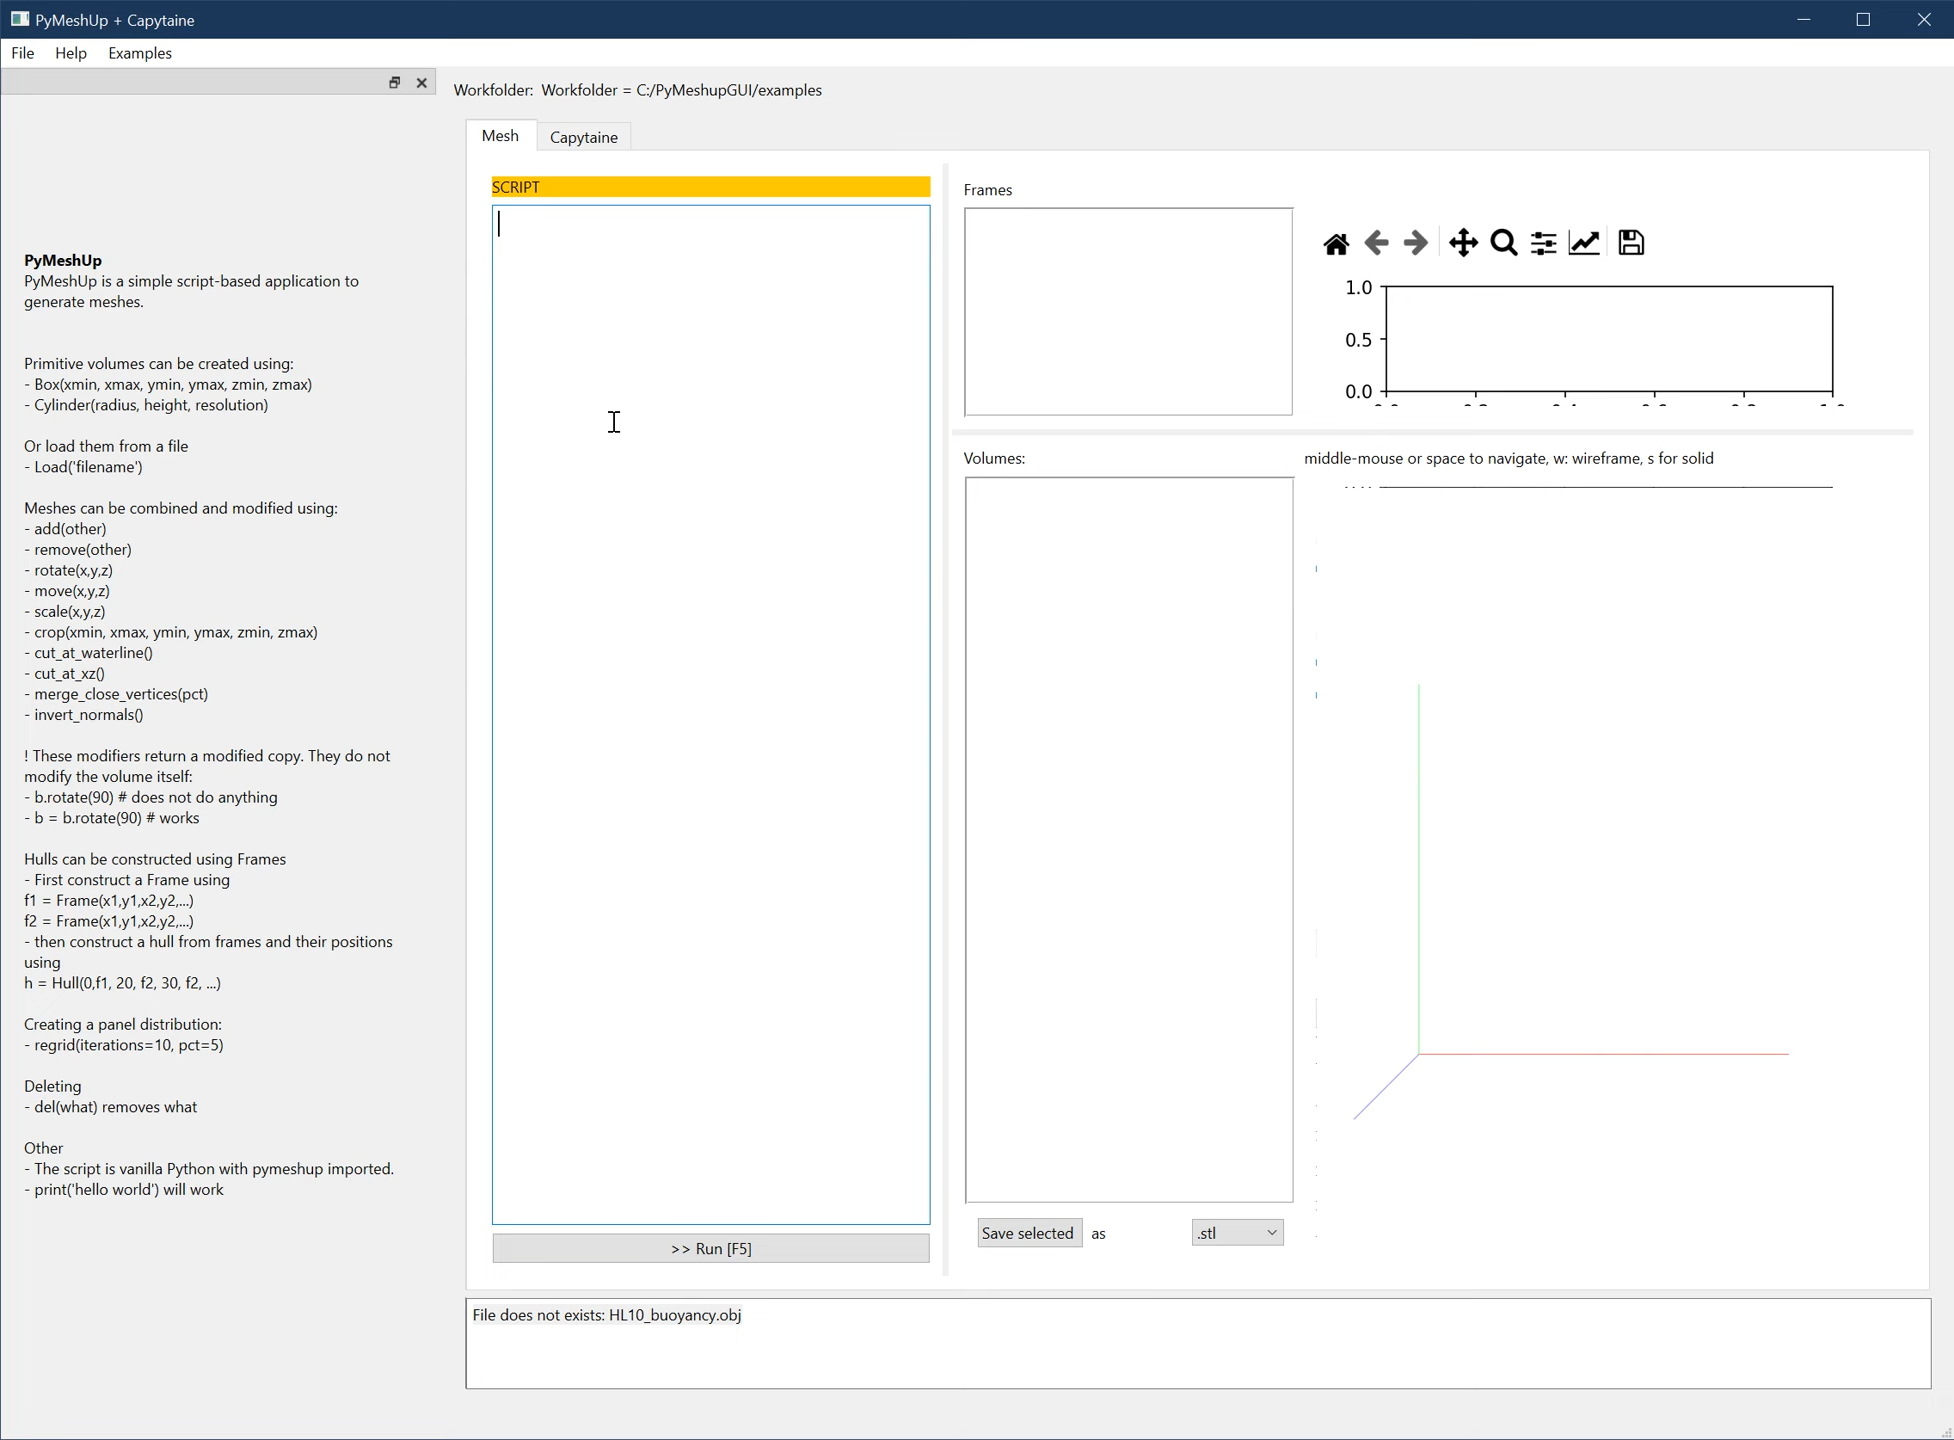 PyMeshUp + Capytaine
File Help Examples
Workfolder: Workfolder = C:/PyMeshupGUI/examples
Mesh Capytaine
PyMeshUp
PyMeshUp is a simple script-based application to
generate meshes.
Primitive volumes can be created using:
- Box(xmin, xmax, ymin, ymax, zmin, zmax)
- Cylinder(radius, height, resolution)
Or load them from a file
- Load('filename')
Meshes can be combined and modified using:
- add(other)
- remove(other)
- rotate(x,y,z)
- move(x,y,z)
- scale(x,y,z)
- crop(xmin, xmax, ymin, ymax, zmin, zmax)
- cut_at_waterline()
- cut_at_xz()
- merge_close_vertices(pct)
- invert_normals()
! These modifiers return a modified copy. They do not
modify the volume itself:
- b.rotate(90) # does not do anything
- b = b.rotate(90) # works
Hulls can be constructed using Frames
- First construct a Frame using
f1 = Frame(x1,y1,x2,y2,...)
f2 = Frame(x1,y1,x2,y2,...)
- then construct a hull from frames and their positions
using
h = Hull(0,f1, 20, f2, 30, f2, ...)
Creating a panel distribution:
- regrid(iterations=10, pct=5)
Deleting
- del(what) removes what
Other
- The script is vanilla Python with pymeshup imported.
- print('hello world') will work
SCRIPT
>> Run [F5]
Frames
1.0
0.5
0.0
Volumes:
middle-mouse or space to navigate, w: wireframe, s for solid
Save selected as .stl
File does not exists: HL10_buoyancy.obj